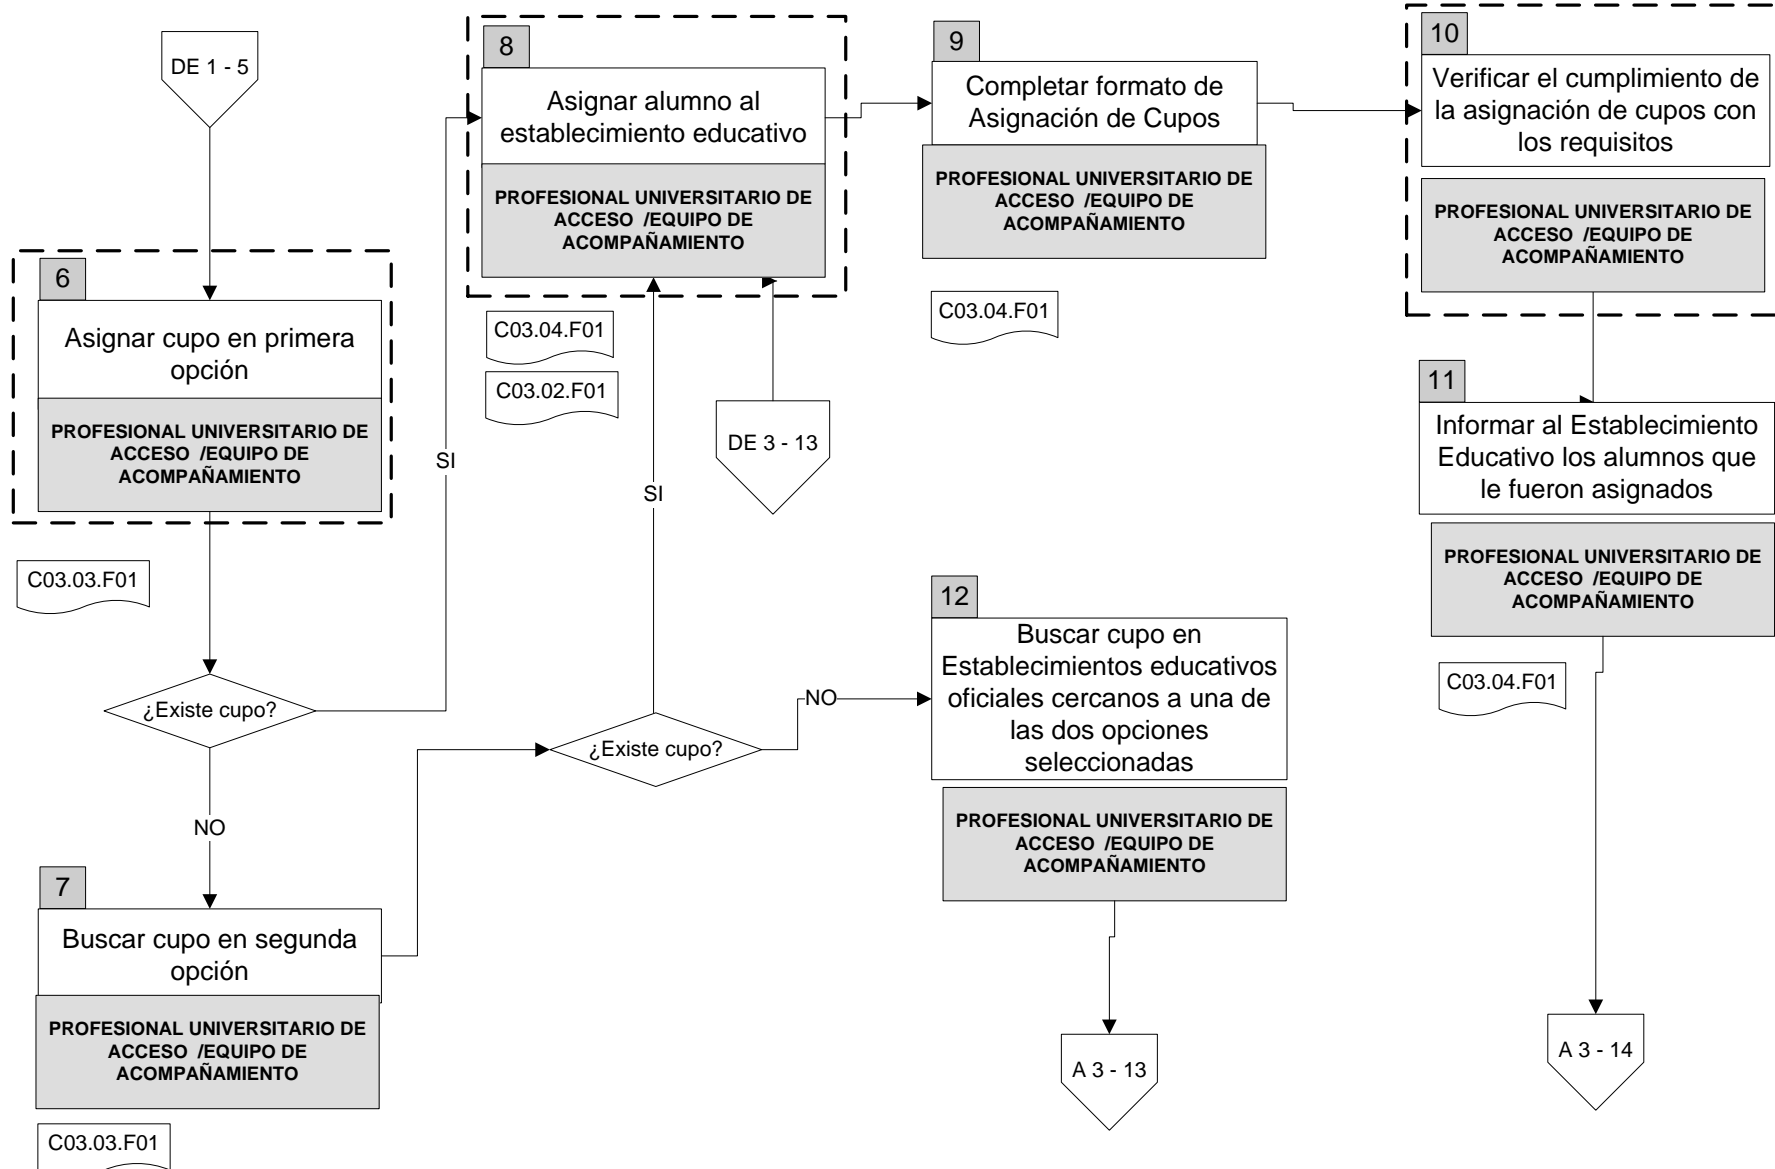 DE 1 - 5
6
Asignar cupo en primera
opción
PROFESIONAL UNIVERSITARIO DE
ACCESO /EQUIPO DE
ACOMPAÑAMIENTO
C03.03.F01
¿Existe cupo?
SI
NO
7
Buscar cupo en segunda
opción
PROFESIONAL UNIVERSITARIO DE
ACCESO /EQUIPO DE
ACOMPAÑAMIENTO
C03.03.F01
8
Asignar alumno al
establecimiento educativo
PROFESIONAL UNIVERSITARIO DE
ACCESO /EQUIPO DE
ACOMPAÑAMIENTO
C03.04.F01
C03.02.F01
DE 3 - 13
SI
¿Existe cupo?
NO
9
Completar formato de
Asignación de Cupos
PROFESIONAL UNIVERSITARIO DE
ACCESO /EQUIPO DE
ACOMPAÑAMIENTO
C03.04.F01
12
Buscar cupo en
Establecimientos educativos
oficiales cercanos a una de
las dos opciones
seleccionadas
PROFESIONAL UNIVERSITARIO DE
ACCESO /EQUIPO DE
ACOMPAÑAMIENTO
A 3 - 13
10
Verificar el cumplimiento de
la asignación de cupos con
los requisitos
PROFESIONAL UNIVERSITARIO DE
ACCESO /EQUIPO DE
ACOMPAÑAMIENTO
11
Informar al Establecimiento
Educativo los alumnos que
le fueron asignados
PROFESIONAL UNIVERSITARIO DE
ACCESO /EQUIPO DE
ACOMPAÑAMIENTO
C03.04.F01
A 3 - 14